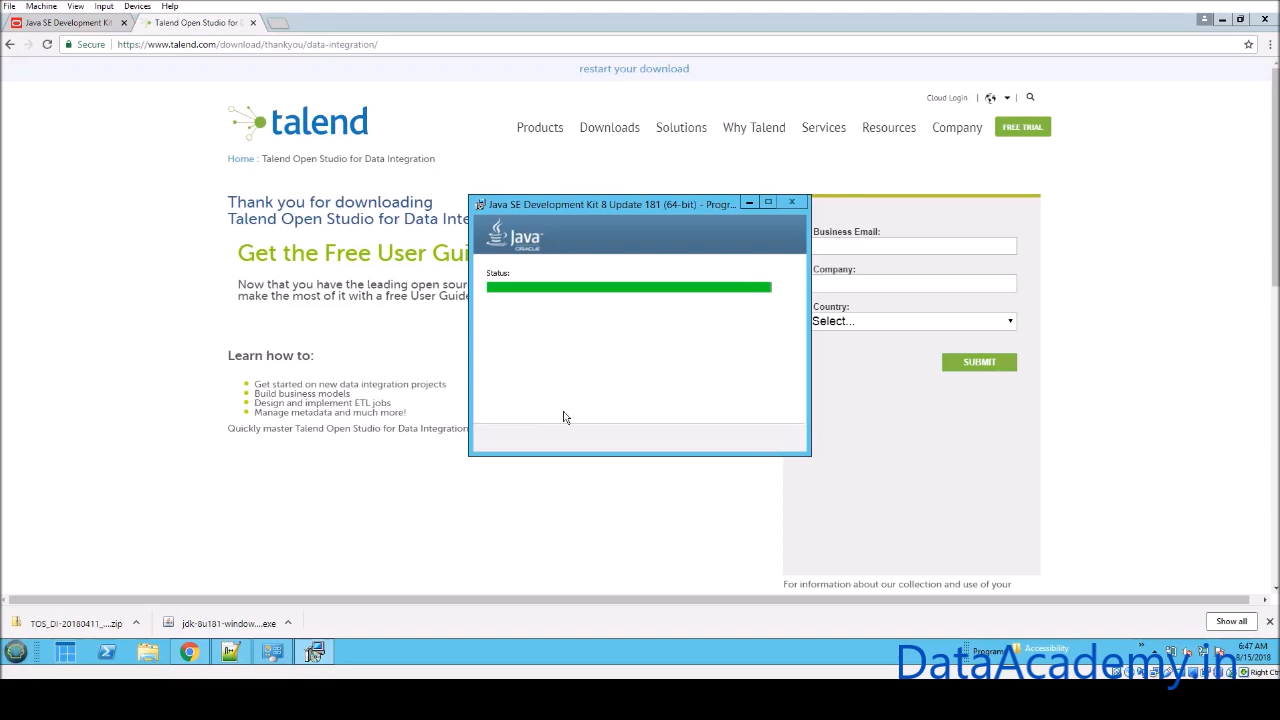 File Machine View Input Devices Help
Java SE Development Kit
Talend Open Studio for D
Secure https://www.talend.com/download/thankyou/data-integration/
restart your download
Cloud Login
talend
Products Downloads Solutions Why Talend Services Resources Company FREE TRIAL
Home : Talend Open Studio for Data Integration
Thank you for downloading
Talend Open Studio for Data Inte
Get the Free User Gui
Now that you have the leading open sour
make the most of it with a free User Guide
Learn how to:
Get started on new data integration projects
Build business models
Design and implement ETL jobs
Manage metadata and much more!
Quickly master Talend Open Studio for Data Integration
Java SE Development Kit 8 Update 181 (64-bit) - Progr...
Java
ORACLE
Status:
Business Email:
Company:
Country:
Select...
SUBMIT
For information about our collection and use of your
TOS_DI-20180411_....zip
jdk-8u181-window....exe
Show all
Program
Accessibility
6:47 AM
8/15/2018
Right Ctr
DataAcademy.in